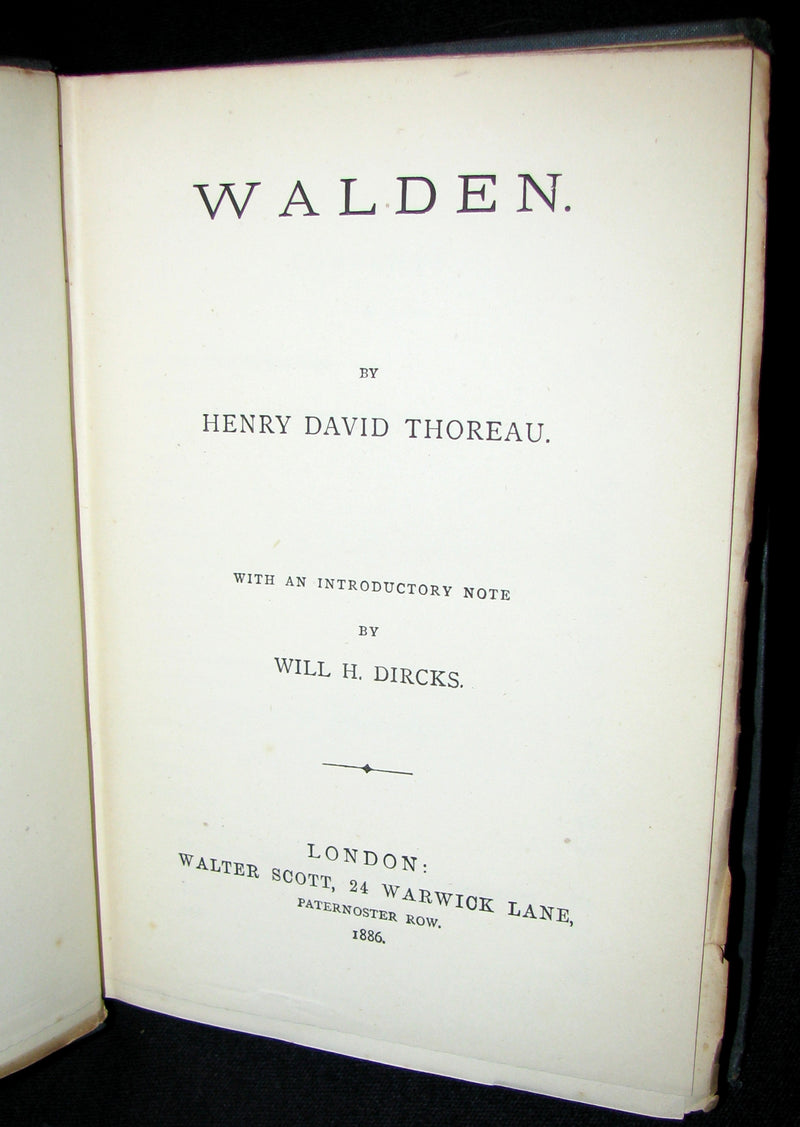 WALDEN.
BY
HENRY DAVID THOREAU.
WITH AN INTRODUCTORY NOTE
BY
WILL H. DIRCKS.
LONDON:
WALTER SCOTT, 24 WARWICK LANE,
PATERNOSTER ROW.
1886.